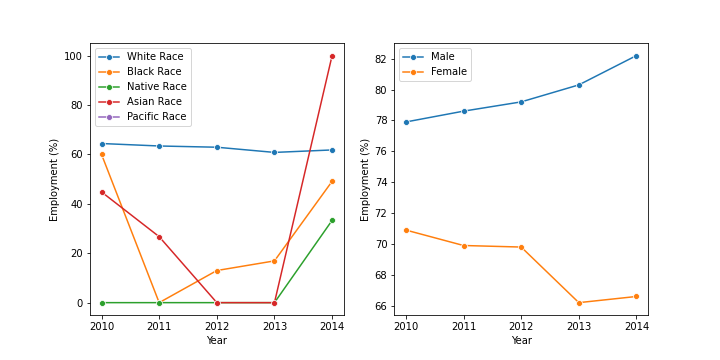 100
80
60
40
20
0
Employment (%)
White Race
Black Race
Native Race
Asian Race
Pacific Race
2010 2011 2012 2013 2014
Year
82
80
78
76
74
72
70
68
66
Employment (%)
Male
Female
2010 2011 2012 2013 2014
Year